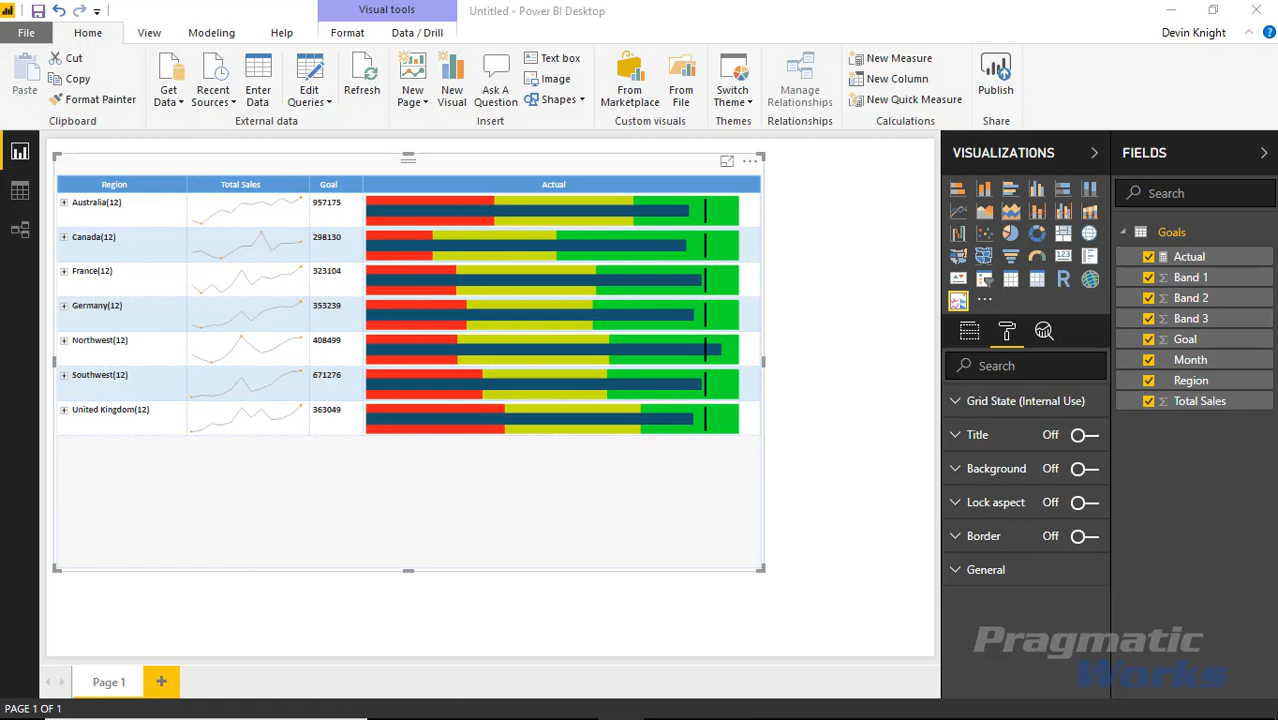 Visual tools
Untitled - Power BI Desktop
File
Home
View
Modeling
Help
Format
Data / Drill
Devin Knight
Paste
Cut
Copy
Format Painter
Clipboard
Get Data
Recent Sources
Enter Data
Edit Queries
Refresh
External data
New Page
New Visual
Ask A Question
Text box
Image
Shapes
Insert
From Marketplace
From File
Custom visuals
Switch Theme
Themes
Manage Relationships
Relationships
New Measure
New Column
New Quick Measure
Calculations
Publish
Share
Region Total Sales Goal Actual
Australia(12) 957175
Canada(12) 298130
France(12) 323104
Germany(12) 353239
Northwest(12) 408499
Southwest(12) 671276
United Kingdom(12) 363049
VISUALIZATIONS
123
R
Search
Grid State (Internal Use)
Title Off
Background Off
Lock aspect Off
Border Off
General
FIELDS
Search
Goals
Actual
Band 1
Band 2
Band 3
Goal
Month
Region
Total Sales
Pragmatic
Works
Page 1
PAGE 1 OF 1